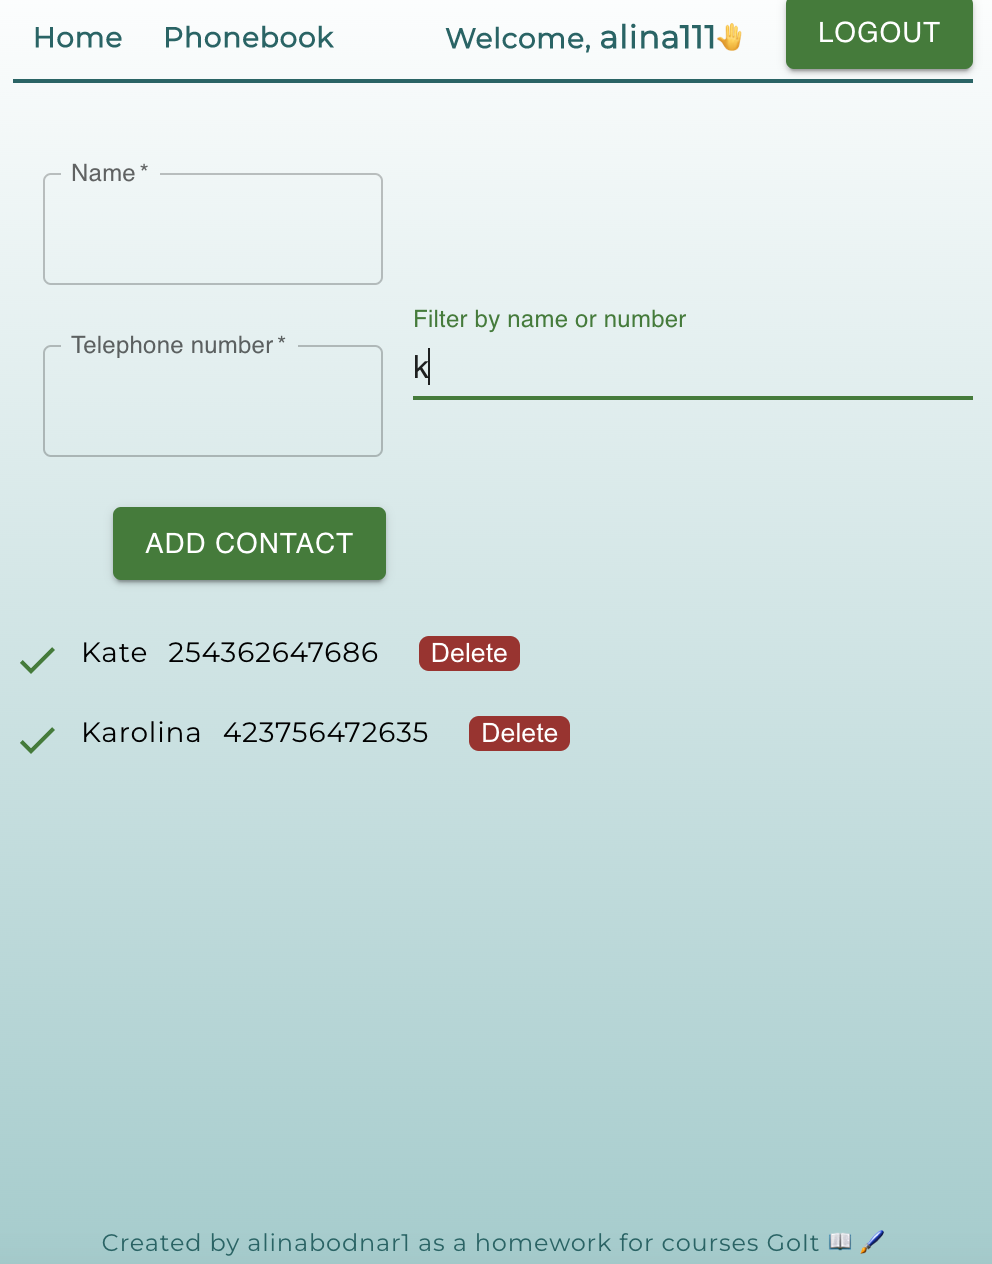 Home Phonebook Welcome, alina111🤚 LOGOUT
Name *
Filter by name or number
Telephone number *
k
ADD CONTACT
Kate 254362647686 Delete
Karolina 423756472635 Delete
Created by alinabodnar1 as a homework for courses GoIt 📖 🖌️